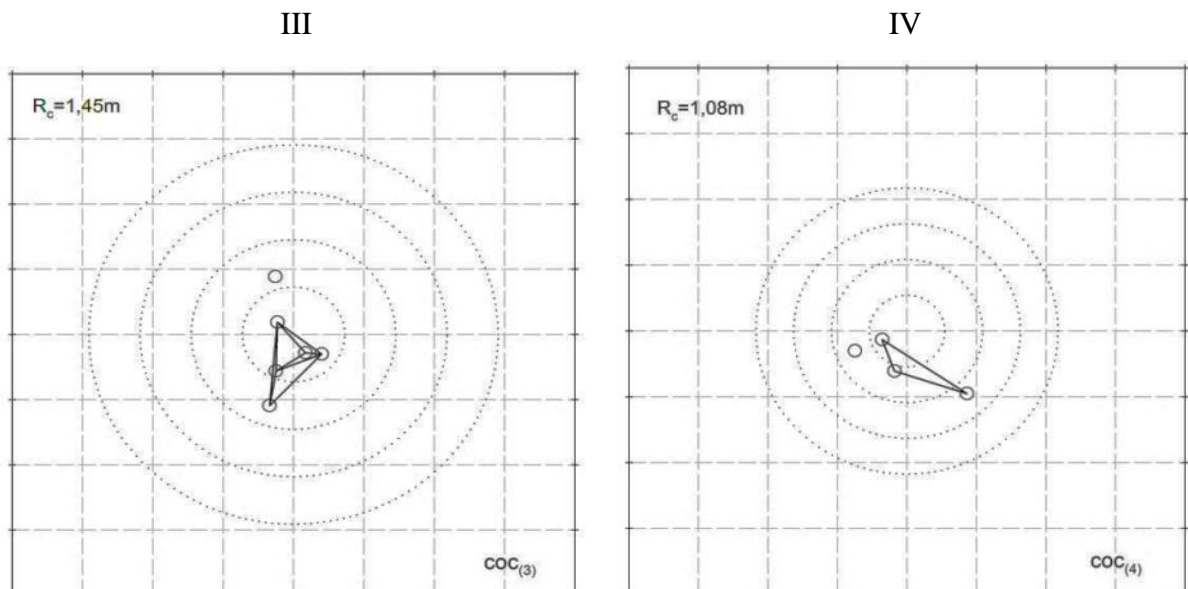 III
IV
R_c=1,45m
R_c=1,08m
COC_(3)
COC_(4)